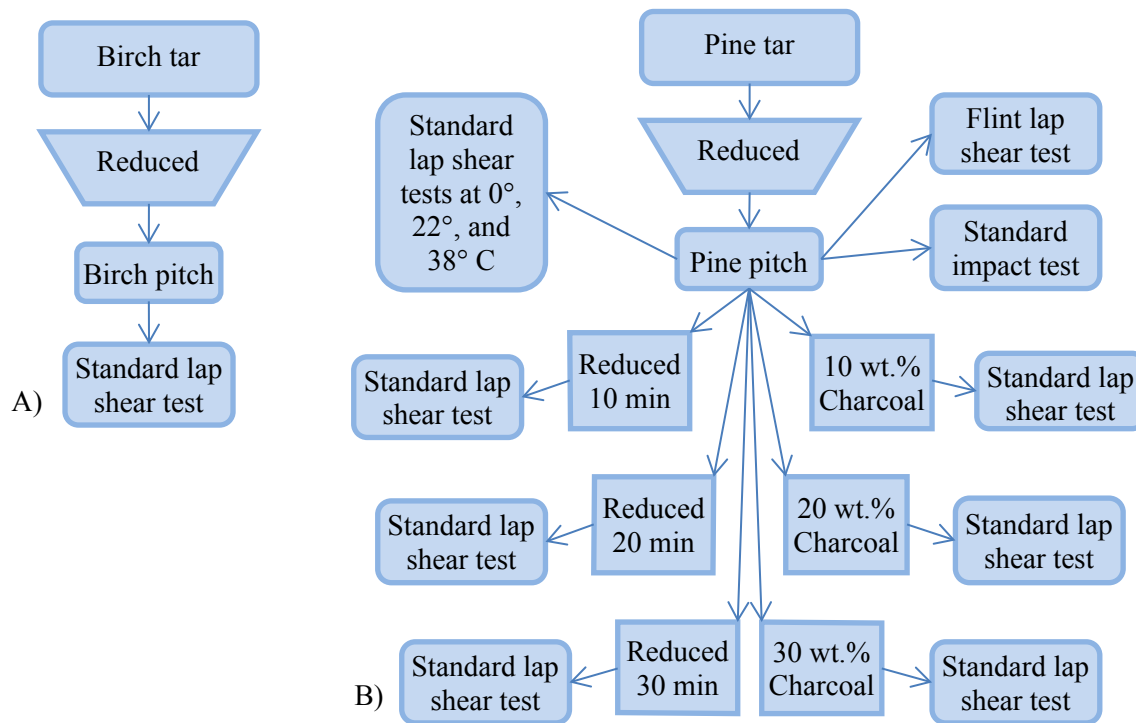 Birch tar
Reduced
Birch pitch
Standard lap
shear test
A)
Pine tar
Reduced
Pine pitch
Standard
lap shear
tests at 0°,
22°, and
38° C
Flint lap
shear test
Standard
impact test
Reduced
10 min
Standard lap
shear test
10 wt.%
Charcoal
Standard lap
shear test
Reduced
20 min
Standard lap
shear test
20 wt.%
Charcoal
Standard lap
shear test
Reduced
30 min
Standard lap
shear test
30 wt.%
Charcoal
Standard lap
shear test
B)